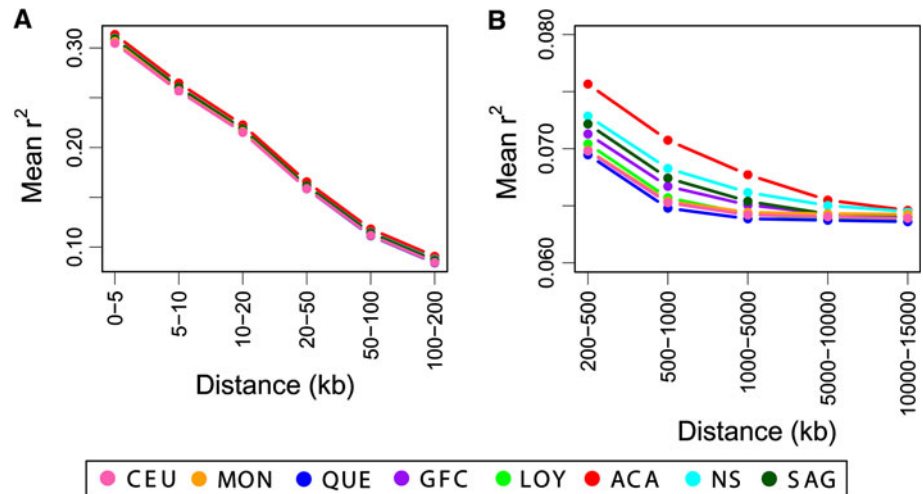 A
Mean r²
0.30
0.20
0.10
0−5
5−10
10−20
20−50
50−100
100−200
Distance (kb)
B
Mean r²
0.080
0.070
0.060
200−500
500−1000
1000−5000
5000−10000
10000−15000
Distance (kb)
CEU MON QUE GFC LOY ACA NS SAG